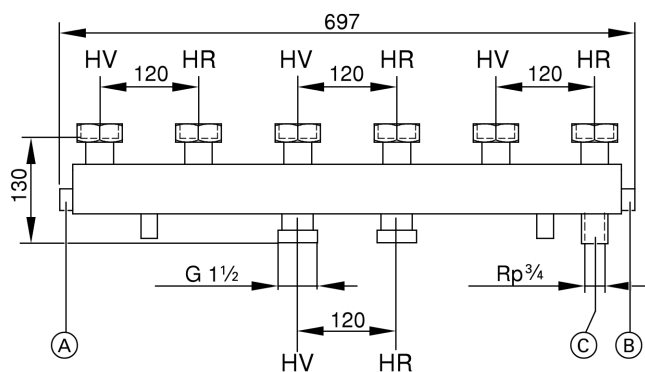 697
HV HR HV HR HV HR
120 120 120
130
G 1½ Rp¾
A 120 C B
HV HR